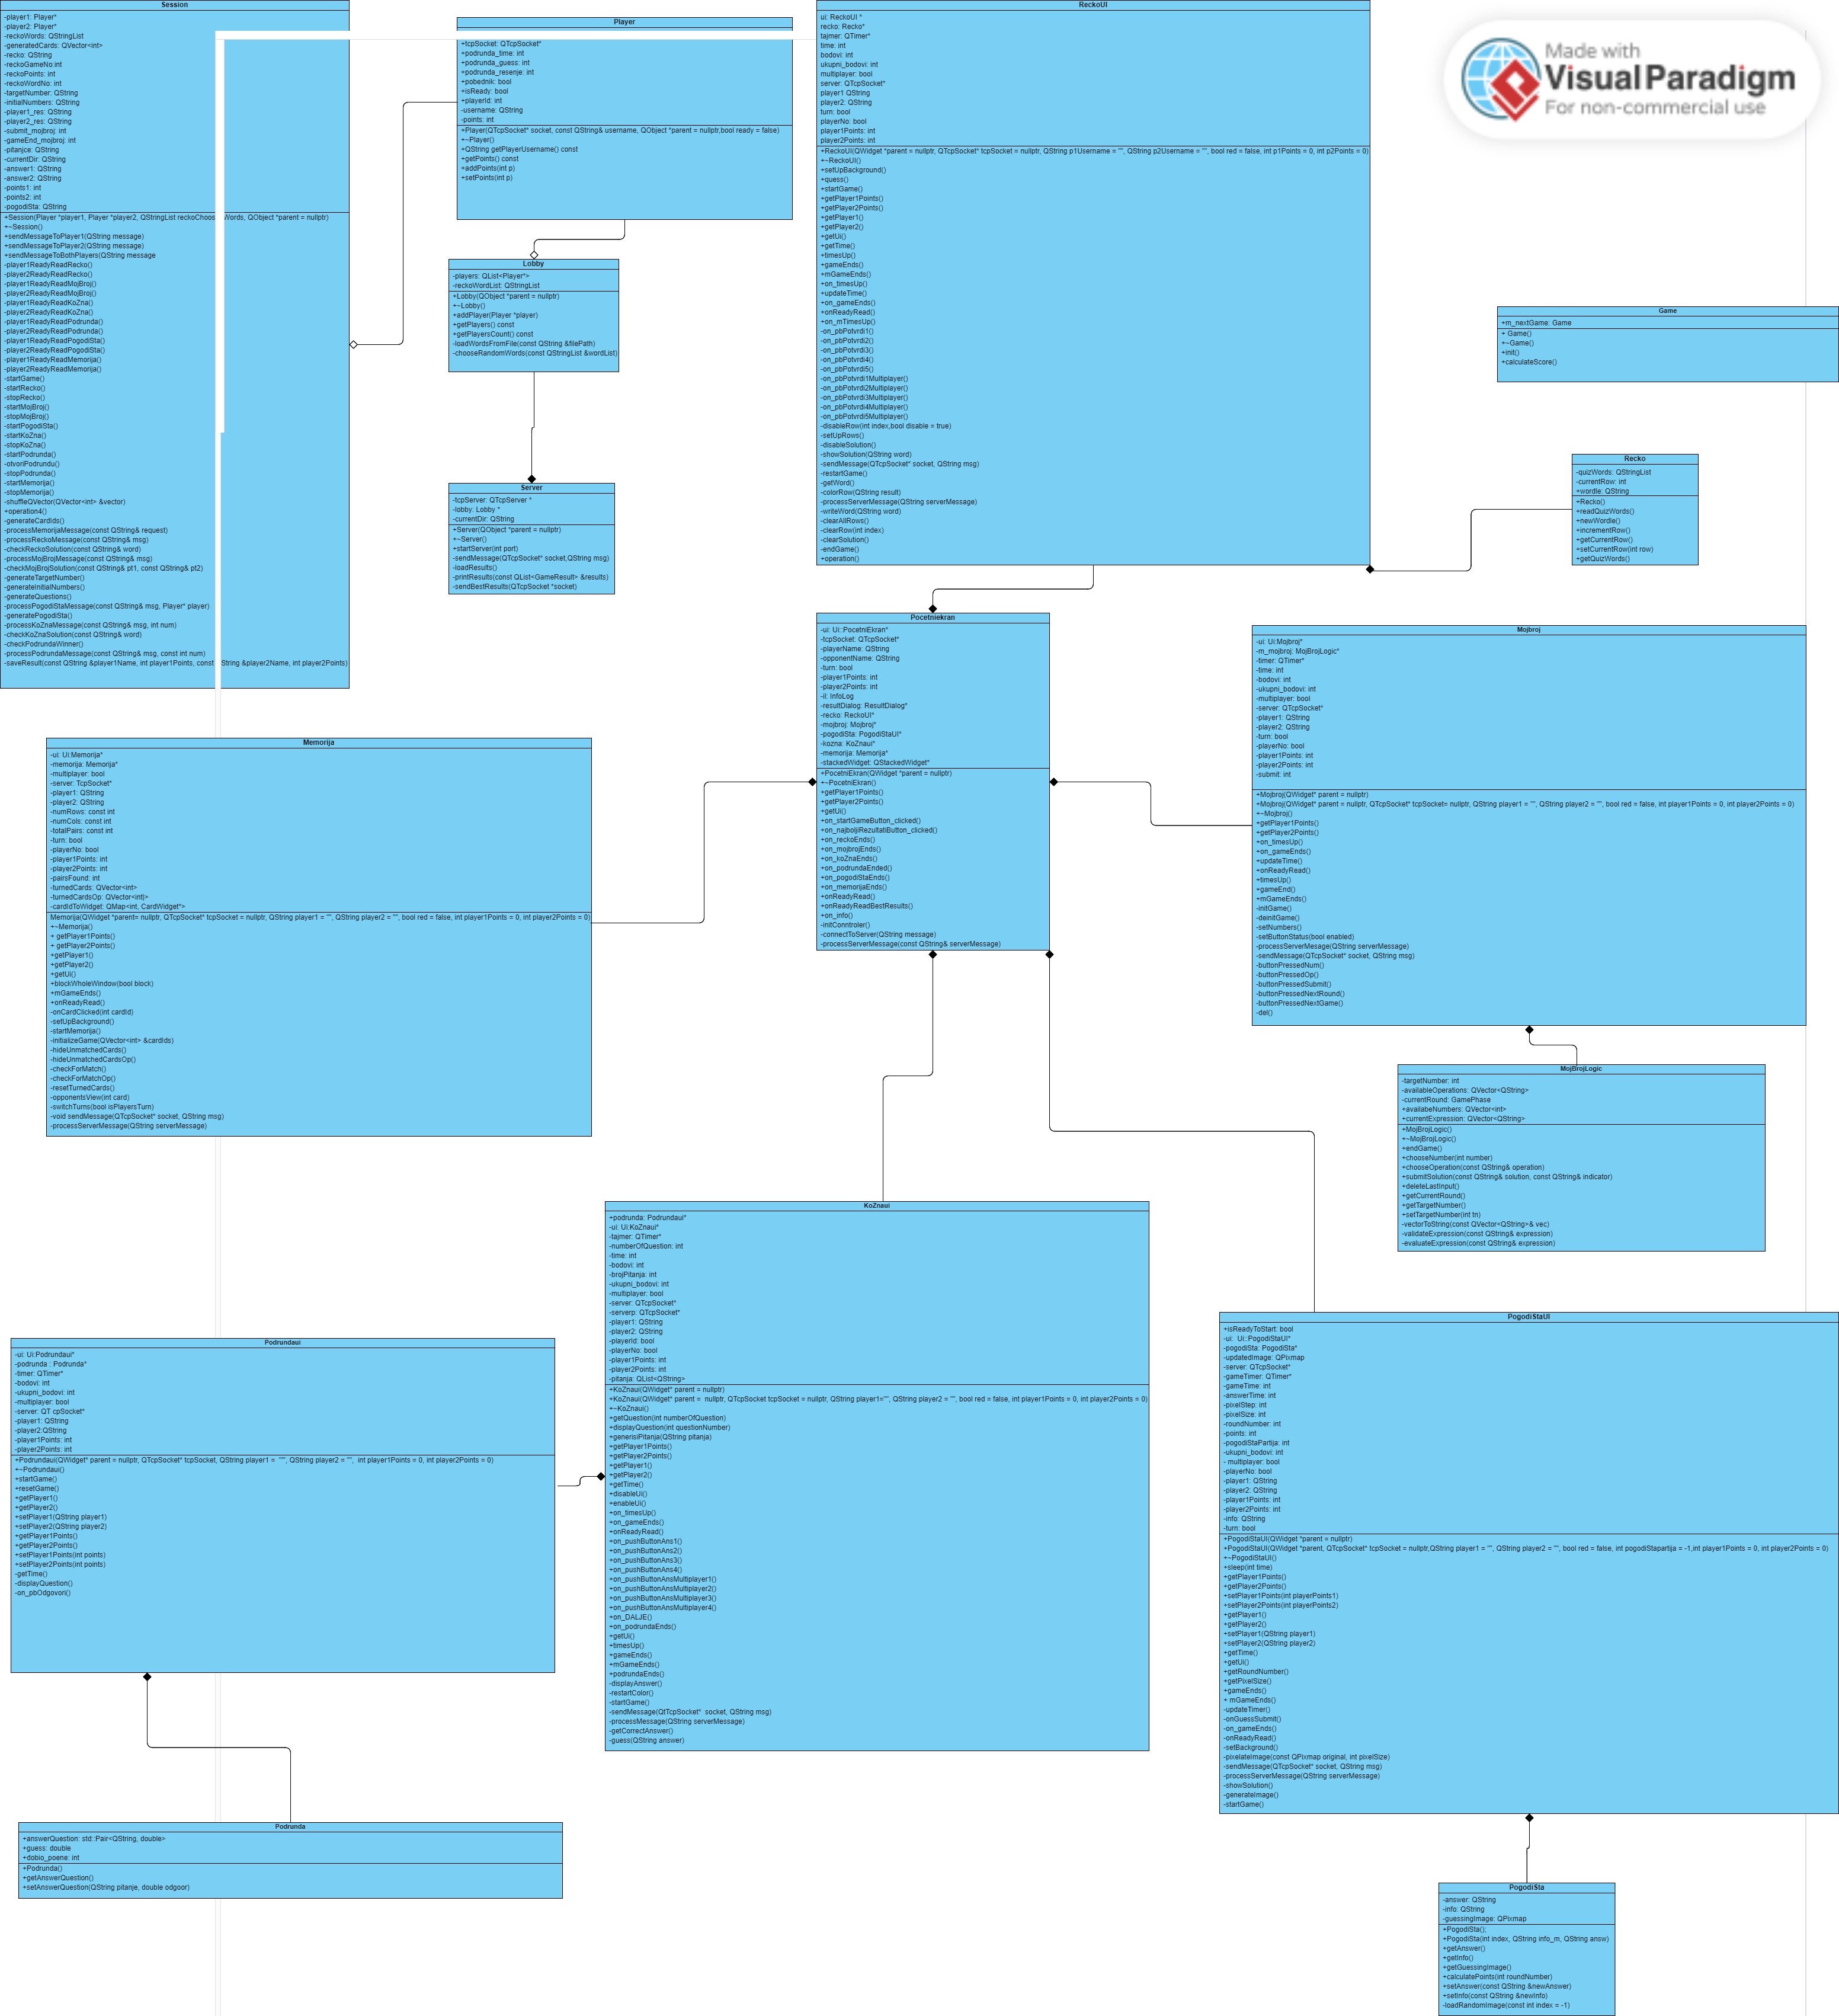 Session
-player1: Player*
-player2: Player*
-reckoWords: QStringList
-generatedCards: QVector<int>
-recko: QString
-reckoGameNo:int
-reckoPoints: int
-reckoWordNo: int
-targetNumber: QString
-initialNumbers: QString
-player1_res: QString
-player2_res: QString
-submit_mojbroj: int
-gameEnd_mojbroj: int
-pitanjce: QString
-currentDir: QString
-answer1: QString
-answer2: QString
-points1: int
-points2: int
-pogodiSta: QString
+Session(Player *player1, Player *player2, QStringList reckoChoos Words, QObject *parent = nullptr)
+~Session()
+sendMessageToPlayer1(QString message)
+sendMessageToPlayer2(QString message)
+sendMessageToBothPlayers(QString message
-player1ReadyReadRecko()
-player2ReadyReadRecko()
-player1ReadyReadMojBroj()
-player2ReadyReadMojBroj()
-player1ReadyReadKoZna()
-player2ReadyReadKoZna()
-player1ReadyReadPodrunda()
-player2ReadyReadPodrunda()
-player1ReadyReadPogodiSta()
-player2ReadyReadPogodiSta()
-player1ReadyReadMemorija()
-player2ReadyReadMemorija()
-startGame()
-startRecko()
-stopRecko()
-startMojBroj()
-stopMojBroj()
-startPogodiSta()
-startKoZna()
-stopKoZna()
-startPodrunda()
-otvoriPodrundu()
-stopPodrunda()
-startMemorija()
-stopMemorija()
-shuffleQVector(QVector<int> &vector)
+operation4()
-generateCardIds()
-processMemorijaMessage(const QString& request)
-processReckoMessage(const QString& msg)
-checkReckoSolution(const QString& word)
-processMojBrojMessage(const QString& msg)
-checkMojBrojSolution(const QString& pt1, const QString& pt2)
-generateTargetNumber()
-generateInitialNumbers()
-generateQuestions()
-processPogodiStaMessage(const QString& msg, Player* player)
-generatePogodiSta()
-processKoZnaMessage(const QString& msg, int num)
-checkKoZnaSolution(const QString& word)
-checkPodrundaWinner()
-processPodrundaMessage(const QString& msg, const int num)
-saveResult(const QString &player1Name, int player1Points, const String &player2Name, int player2Points)
Player
+tcpSocket: QTcpSocket*
+podrunda_time: int
+podrunda_guess: int
+podrunda_resenje: int
+pobednik: bool
+isReady: bool
+playerId: int
-username: QString
-points: int
+Player(QTcpSocket* socket, const QString& username, QObject *parent = nullptr,bool ready = false)
+~Player()
+QString getPlayerUsername() const
+getPoints() const
+addPoints(int p)
+setPoints(int p)
Lobby
-players: QList<Player*>
-reckoWordList: QStringList
+Lobby(QObject *parent = nullptr)
+~Lobby()
+addPlayer(Player *player)
+getPlayers() const
+getPlayersCount() const
-loadWordsFromFile(const QString &filePath)
-chooseRandomWords(const QStringList &wordList)
Server
-tcpServer: QTcpServer *
-lobby: Lobby *
-currentDir: QString
+Server(QObject *parent = nullptr)
+~Server()
+startServer(int port)
-sendMessage(QTcpSocket* socket,QString msg)
-loadResults()
-printResults(const QList<GameResult> &results)
-sendBestResults(QTcpSocket *socket)
ReckoUI
ui: ReckoUI *
recko: Recko*
tajmer: QTimer*
time: int
bodovi: int
ukupni_bodovi: int
multiplayer: bool
server: QTcpSocket*
player1 QString
player2: QString
turn: bool
playerNo: bool
player1Points: int
player2Points: int
+ReckoUI(QWidget *parent = nullptr, QTcpSocket* tcpSocket = nullptr, QString p1Username = "", QString p2Username = "", bool red = false, int p1Points = 0, int p2Points = 0)
+~ReckoUI()
+setUpBackground()
+quess()
+startGame()
+getPlayer1Points()
+getPlayer2Points()
+getPlayer1()
+getPlayer2()
+getUi()
+getTime()
+timesUp()
+gameEnds()
+mGameEnds()
+on_timesUp()
+updateTime()
+on_gameEnds()
+onReadyRead()
+on_mTimesUp()
-on_pbPotvrdi1()
-on_pbPotvrdi2()
-on_pbPotvrdi3()
-on_pbPotvrdi4()
-on_pbPotvrdi5()
-on_pbPotvrdi1Multiplayer()
-on_pbPotvrdi2Multiplayer()
-on_pbPotvrdi3Multiplayer()
-on_pbPotvrdi4Multiplayer()
-on_pbPotvrdi5Multiplayer()
-disableRow(int index,bool disable = true)
-setUpRows()
-disableSolution()
-showSolution(QString word)
-sendMessage(QTcpSocket* socket, QString msg)
-restartGame()
-getWord()
-colorRow(QString result)
-processServerMessage(QString serverMessage)
-writeWord(QString word)
-clearAllRows()
-clearRow(int index)
-clearSolution()
-endGame()
+operation()
Made with
Visual Paradigm
For non-commercial use
Game
+m_nextGame: Game
+ Game()
+~Game()
+init()
+calculateScore()
Recko
-quizWords: QStringList
-currentRow: int
+wordle: QString
+Recko()
+readQuizWords()
+newWordle()
+incrementRow()
+getCurrentRow()
+setCurrentRow(int row)
+getQuizWords()
Pocetniekran
-ui: Ui::PocetniEkran*
-tcpSocket: QTcpSocket*
-playerName: QString
-opponentName: QString
-turn: bool
-player1Points: int
-player2Points: int
-il: InfoLog
-resultDialog: ResultDialog*
-recko: ReckoUI*
-mojbroj: Mojbroj*
-pogodiSta: PogodiStaUI*
-kozna: KoZnaui*
-memorija: Memorija*
-stackedWidget: QStackedWidget*
+PocetniEkran(QWidget *parent = nullptr)
+~PocetniEkran()
+getPlayer1Points()
+getPlayer2Points()
+getUi()
+on_startGameButton_clicked()
+on_najboljiRezultatiButton_clicked()
+on_reckoEnds()
+on_mojbrojEnds()
+on_koZnaEnds()
+on_podrundaEnded()
+on_pogodiStaEnds()
+on_memorijaEnds()
+onReadyRead()
+onReadyReadBestResults()
+on_info()
-initConntroler()
-connectToServer(QString message)
-processServerMessage(const QString& serverMessage)
Mojbroj
-ui: Ui:Mojbroj*
-m_mojbroj: MojBrojLogic*
-timer: QTimer*
-time: int
-bodovi: int
-ukupni_bodovi: int
-multiplayer: bool
-server: QTcpSocket*
-player1: QString
-player2: QString
-turn: bool
-playerNo: bool
-player1Points: int
-player2Points: int
-submit: int
+Mojbroj(QWidget* parent = nullptr)
+Mojbroj(QWidget* parent = nullptr, QTcpSocket* tcpSocket= nullptr, QString player1 = "", QString player2 = "", bool red = false, int player1Points = 0, int player2Points = 0)
+~Mojbroj()
+getPlayer1Points()
+getPlayer2Points()
+on_timesUp()
+on_gameEnds()
+updateTime()
+onReadyRead()
+timesUp()
+gameEnd()
+mGameEnds()
-initGame()
-deinitGame()
-setNumbers()
-setButtonStatus(bool enabled)
-processServerMesage(QString serverMessage)
-sendMessage(QTcpSocket* socket, QString msg)
-buttonPressedNum()
-buttonPressedOp()
-buttonPressedSubmit()
-buttonPressedNextRound()
-buttonPressedNextGame()
-del()
MojBrojLogic
-targetNumber: int
-availableOperations: QVector<QString>
-currentRound: GamePhase
+availabeNumbers: QVector<int>
+currentExpression: QVector<QString>
+MojBrojLogic()
+~MojBrojLogic()
+endGame()
+chooseNumber(int number)
+chooseOperation(const QString& operation)
+submitSolution(const QString& solution, const QString& indicator)
+deleteLastInput()
+getCurrentRound()
+getTargetNumber()
+setTargetNumber(int tn)
-vectorToString(const QVector<QString>& vec)
-validateExpression(const QString& expression)
-evaluateExpression(const QString& expression)
Memorija
-ui: Ui:Memorija*
-memorija: Memorija*
-multiplayer: bool
-server: TcpSocket*
-player1: QString
-player2: QString
-numRows: const int
-numCols: const int
-totalPairs: const int
-turn: bool
-playerNo: bool
-player1Points: int
-player2Points: int
-pairsFound: int
-turnedCards: QVector<int>
-turnedCardsOp: QVector<int|>
-cardIdToWidget: QMap<int, CardWidget*>
Memorija(QWidget *parent= nullptr, QTcpSocket* tcpSocket = nullptr, QString player1 = "", QString player2 = "", bool red = false, int player1Points = 0, int player2Points = 0)
+~Memorija()
+ getPlayer1Points()
+ getPlayer2Points()
+getPlayer1()
+getPlayer2()
+getUi()
+blockWholeWindow(bool block)
+mGameEnds()
+onReadyRead()
-onCardClicked(int cardId)
-setUpBackground()
-startMemorija()
-initializeGame(QVector<int> &cardIds)
-hideUnmatchedCards()
-hideUnmatchedCardsOp()
-checkForMatch()
-checkForMatchOp()
-resetTurnedCards()
-opponentsView(int card)
-switchTurns(bool isPlayersTurn)
-void sendMessage(QTcpSocket* socket, QString msg)
-processServerMessage(QString serverMessage)
KoZnaui
+podrunda: Podrundaui*
-ui: Ui:KoZnaui*
-tajmer: QTimer*
-numberOfQuestion: int
-time: int
-bodovi: int
-brojPitanja: int
-ukupni_bodovi: int
-multiplayer: bool
-server: QTcpSocket*
-serverp: QTcpSocket*
-player1: QString
-player2: QString
-playerId: bool
-playerNo: bool
-player1Points: int
-player2Points: int
-pitanja: QList<QString>
+KoZnaui(QWidget* parent = nullptr)
+KoZnaui(QWidget* parent =  nullptr, QTcpSocket tcpSocket = nullptr, QString player1="", QString player2 = "", bool red = false, int player1Points = 0, int player2Points = 0)
+~KoZnaui()
+getQuestion(int numberOfQuestion)
+displayQuestion(int questionNumber)
+generisiPitanja(QString pitanja)
+getPlayer1Points()
+getPlayer2Points()
+getPlayer1()
+getPlayer2()
+getTime()
+disableUi()
+enableUi()
+on_timesUp()
+on_gameEnds()
+onReadyRead()
+on_pushButtonAns1()
+on_pushButtonAns2()
+on_pushButtonAns3()
+on_pushButtonAns4()
+on_pushButtonAnsMultiplayer1()
+on_pushButtonAnsMultiplayer2()
+on_pushButtonAnsMultiplayer3()
+on_pushButtonAnsMultiplayer4()
+on_DALJE()
+on_podrundaEnds()
+getUi()
+timesUp()
+gameEnds()
+mGameEnds()
+podrundaEnds()
-displayAnswer()
-restartColor()
-startGame()
-sendMessage(QtTcpSocket*  socket, QString msg)
-processMessage(QString serverMessage)
-getCorrectAnswer()
-guess(QString answer)
Podrundaui
-ui: Ui:Podrundaui*
-podrunda : Podrunda*
-timer: QTimer*
-bodovi: int
-ukupni_bodovi: int
-multiplayer: bool
-server: QT cpSocket*
-player1: QString
-player2:QString
-player1Points: int
-player2Points: int
+Podrundaui(QWidget* parent = nullptr, QTcpSocket* tcpSocket, QString player1 =  "", QString player2 = "",  int player1Points = 0, int player2Points = 0)
+~Podrundaui()
+startGame()
+resetGame()
+getPlayer1()
+getPlayer2()
+setPlayer1(QString player1)
+setPlayer2(QString player2)
+getPlayer1Points()
+getPlayer2Points()
+setPlayer1Points(int points)
+setPlayer2Points(int points)
-getTime()
-displayQuestion()
-on_pbOdgovori()
Podrunda
+answerQuestion: std::Pair<QString, double>
+guess: double
+dobio_poene: int
+Podrunda()
+getAnswerQuestion()
+setAnswerQuestion(QString pitanje, double odgoor)
PogodiStaUI
+isReadyToStart: bool
-ui:  Ui::PogodiStaUI*
-pogodiSta: PogodiSta*
-updatedImage: QPixmap
-server: QTcpSocket*
-gameTimer: QTimer*
-gameTime: int
-answerTime: int
-pixelStep: int
-pixelSize: int
-roundNumber: int
-points: int
-pogodiStaPartija: int
-ukupni_bodovi: int
- multiplayer: bool
-playerNo: bool
-player1: QString
-player2: QString
-player1Points: int
-player2Points: int
-info: QString
-turn: bool
+PogodiStaUI(QWidget *parent = nullptr)
+PogodiStaUI(QWidget *parent, QTcpSocket* tcpSocket = nullptr,QString player1 = "", QString player2 = "", bool red = false, int pogodiStapartija = -1,int player1Points = 0, int player2Points = 0)
+~PogodiStaUI()
+sleep(int time)
+getPlayer1Points()
+getPlayer2Points()
+setPlayer1Points(int playerPoints1)
+setPlayer2Points(int playerPoints2)
+getPlayer1()
+getPlayer2()
+setPlayer1(QString player1)
+setPlayer2(QString player2)
+getTime()
+getUi()
+getRoundNumber()
+getPixelSize()
+gameEnds()
+ mGameEnds()
-updateTimer()
-onGuessSubmit()
-on_gameEnds()
-onReadyRead()
-setBackground()
-pixelateImage(const QPixmap original, int pixelSize)
-sendMessage(QTcpSocket* socket, QString msg)
-processServerMessage(QString serverMessage)
-showSolution()
-generateImage()
-startGame()
PogodiSta
-answer: QString
-info: QString
-guessingImage: QPixmap
+PogodiSta();
+PogodiSta(int index, QString info_m, QString answ)
+getAnswer()
+getInfo()
+getGuessingImage()
+calculatePoints(int roundNumber)
+setAnswer(const QString &newAnswer)
+setInfo(const QString &newInfo)
-loadRandomImage(const int index = -1)